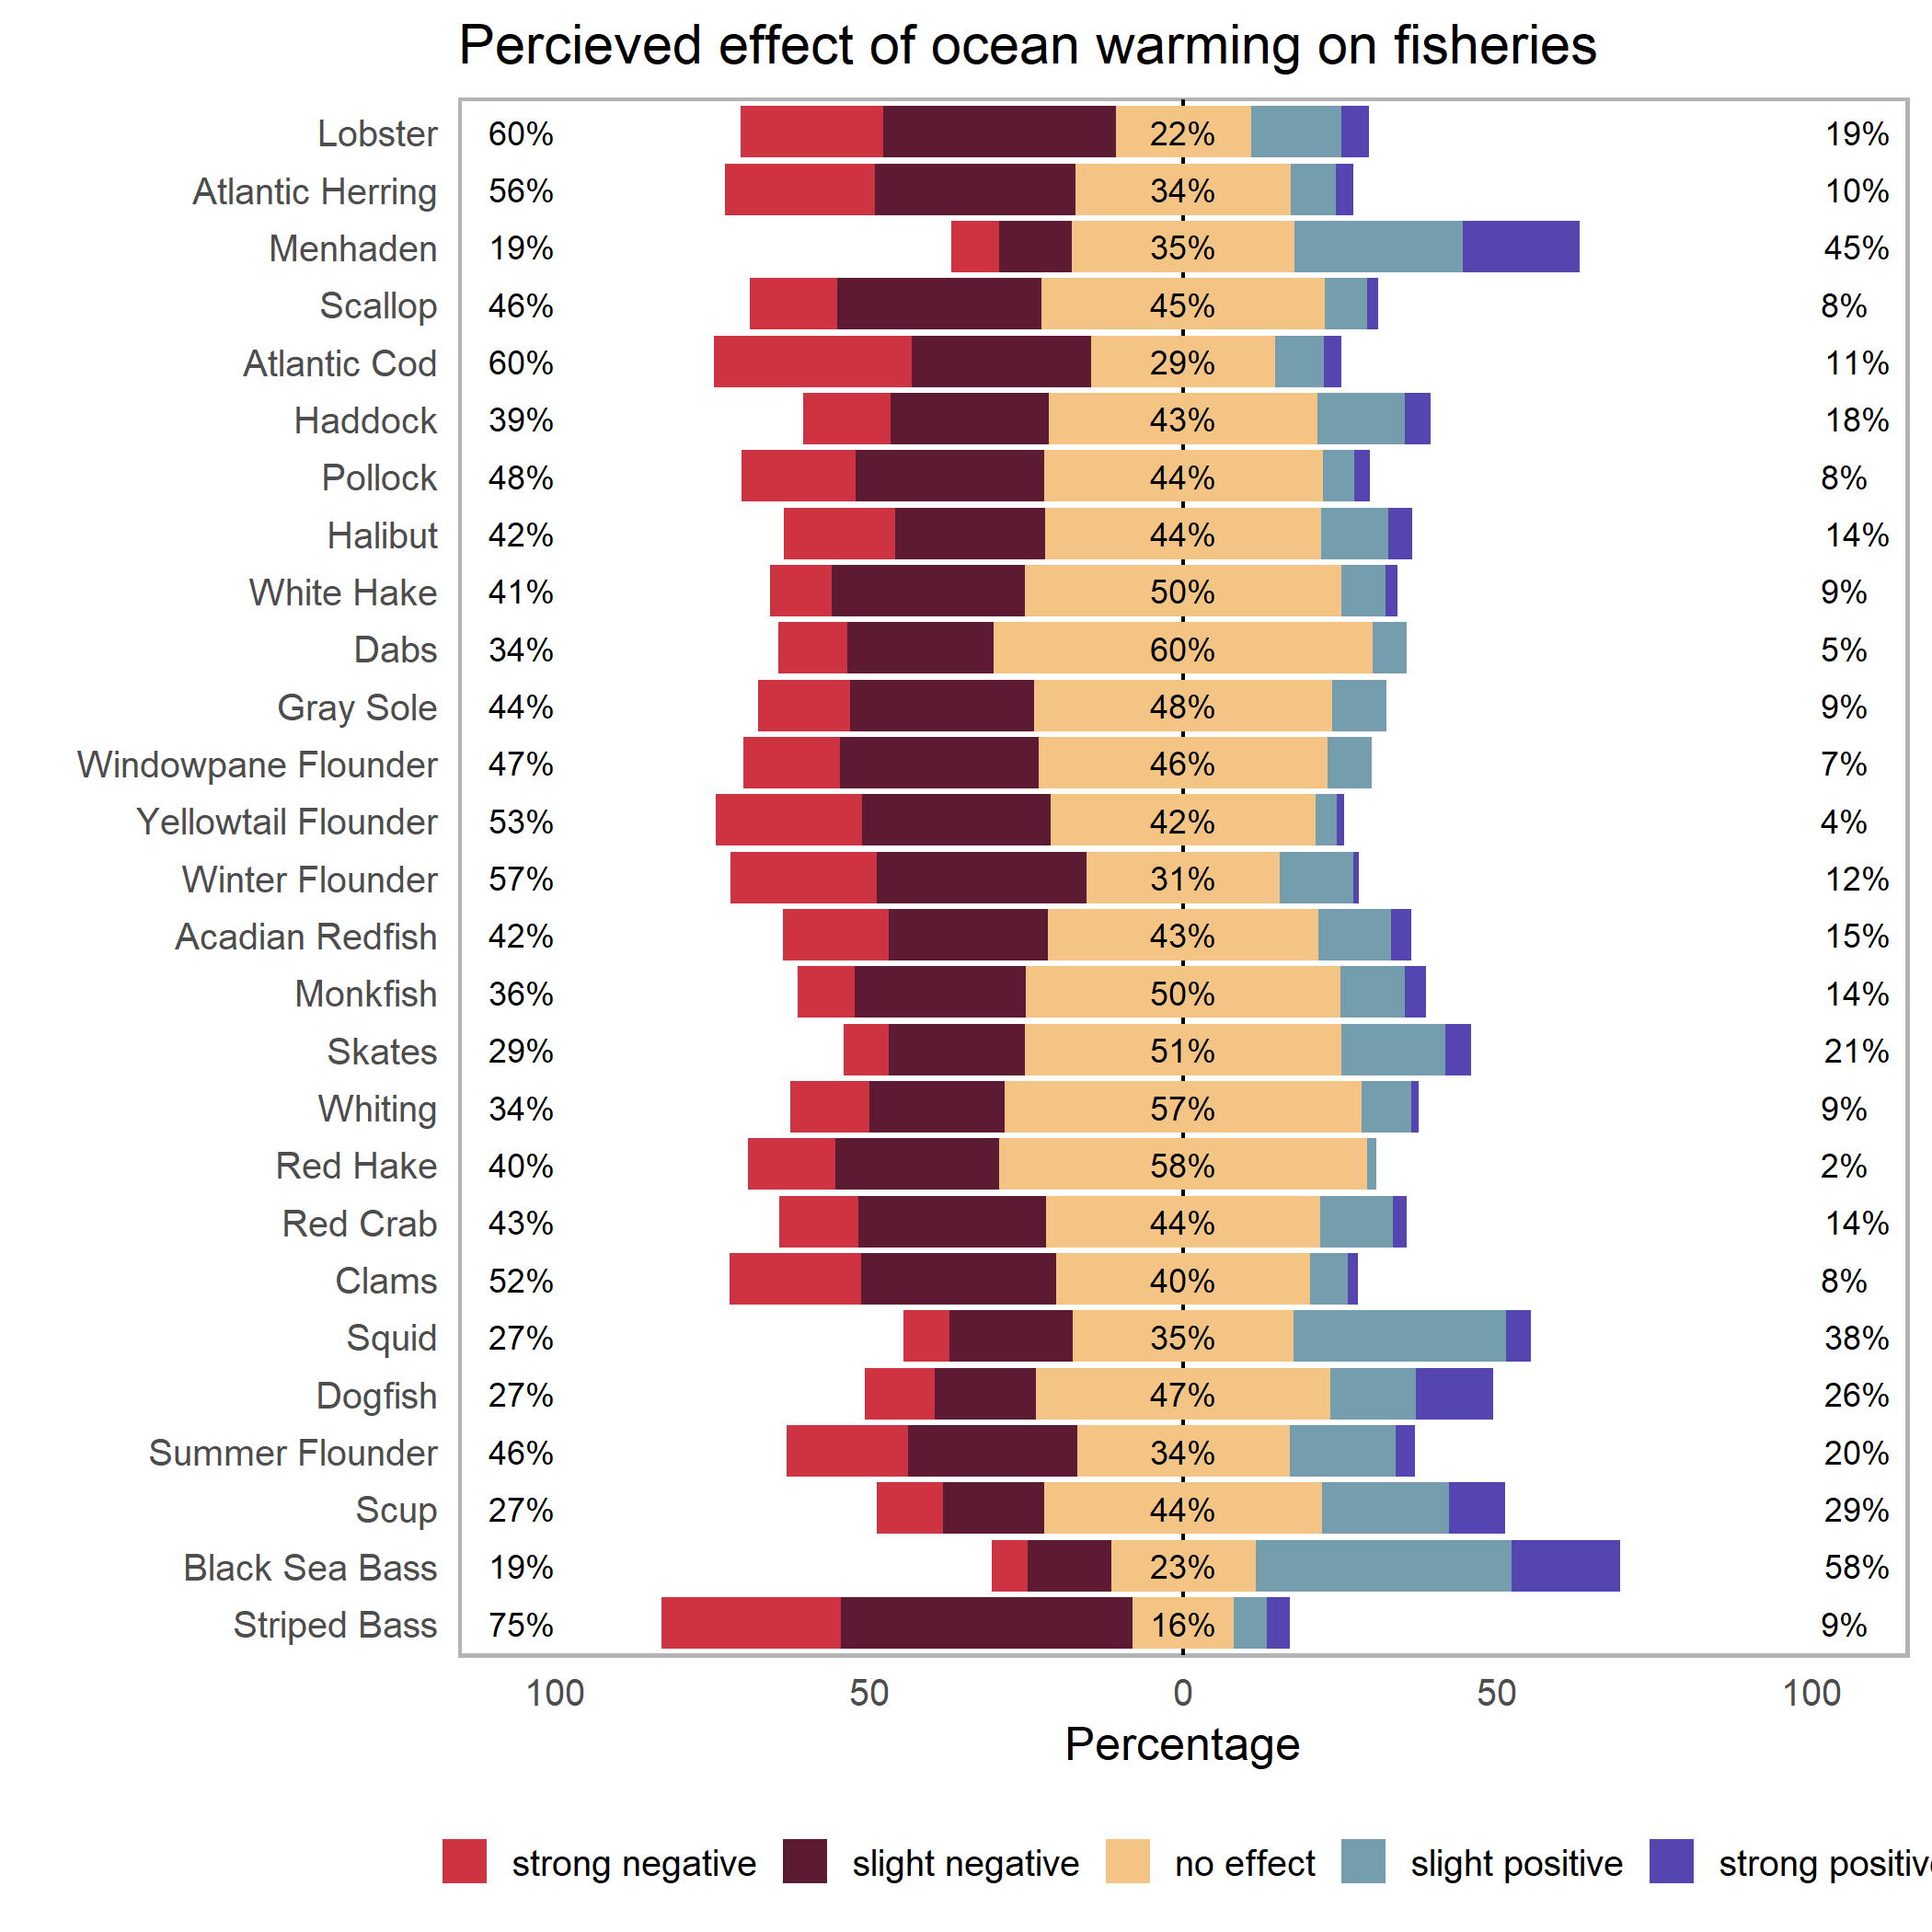 Percieved effect of ocean warming on fisheries
Lobster 60% 22% 19%
Atlantic Herring 56% 34% 10%
Menhaden 19% 35% 45%
Scallop 46% 45% 8%
Atlantic Cod 60% 29% 11%
Haddock 39% 43% 18%
Pollock 48% 44% 8%
Halibut 42% 44% 14%
White Hake 41% 50% 9%
Dabs 34% 60% 5%
Gray Sole 44% 48% 9%
Windowpane Flounder 47% 46% 7%
Yellowtail Flounder 53% 42% 4%
Winter Flounder 57% 31% 12%
Acadian Redfish 42% 43% 15%
Monkfish 36% 50% 14%
Skates 29% 51% 21%
Whiting 34% 57% 9%
Red Hake 40% 58% 2%
Red Crab 43% 44% 14%
Clams 52% 40% 8%
Squid 27% 35% 38%
Dogfish 27% 47% 26%
Summer Flounder 46% 34% 20%
Scup 27% 44% 29%
Black Sea Bass 19% 23% 58%
Striped Bass 75% 16% 9%
100 50 0 50 100
Percentage
strong negative slight negative no effect slight positive strong positive